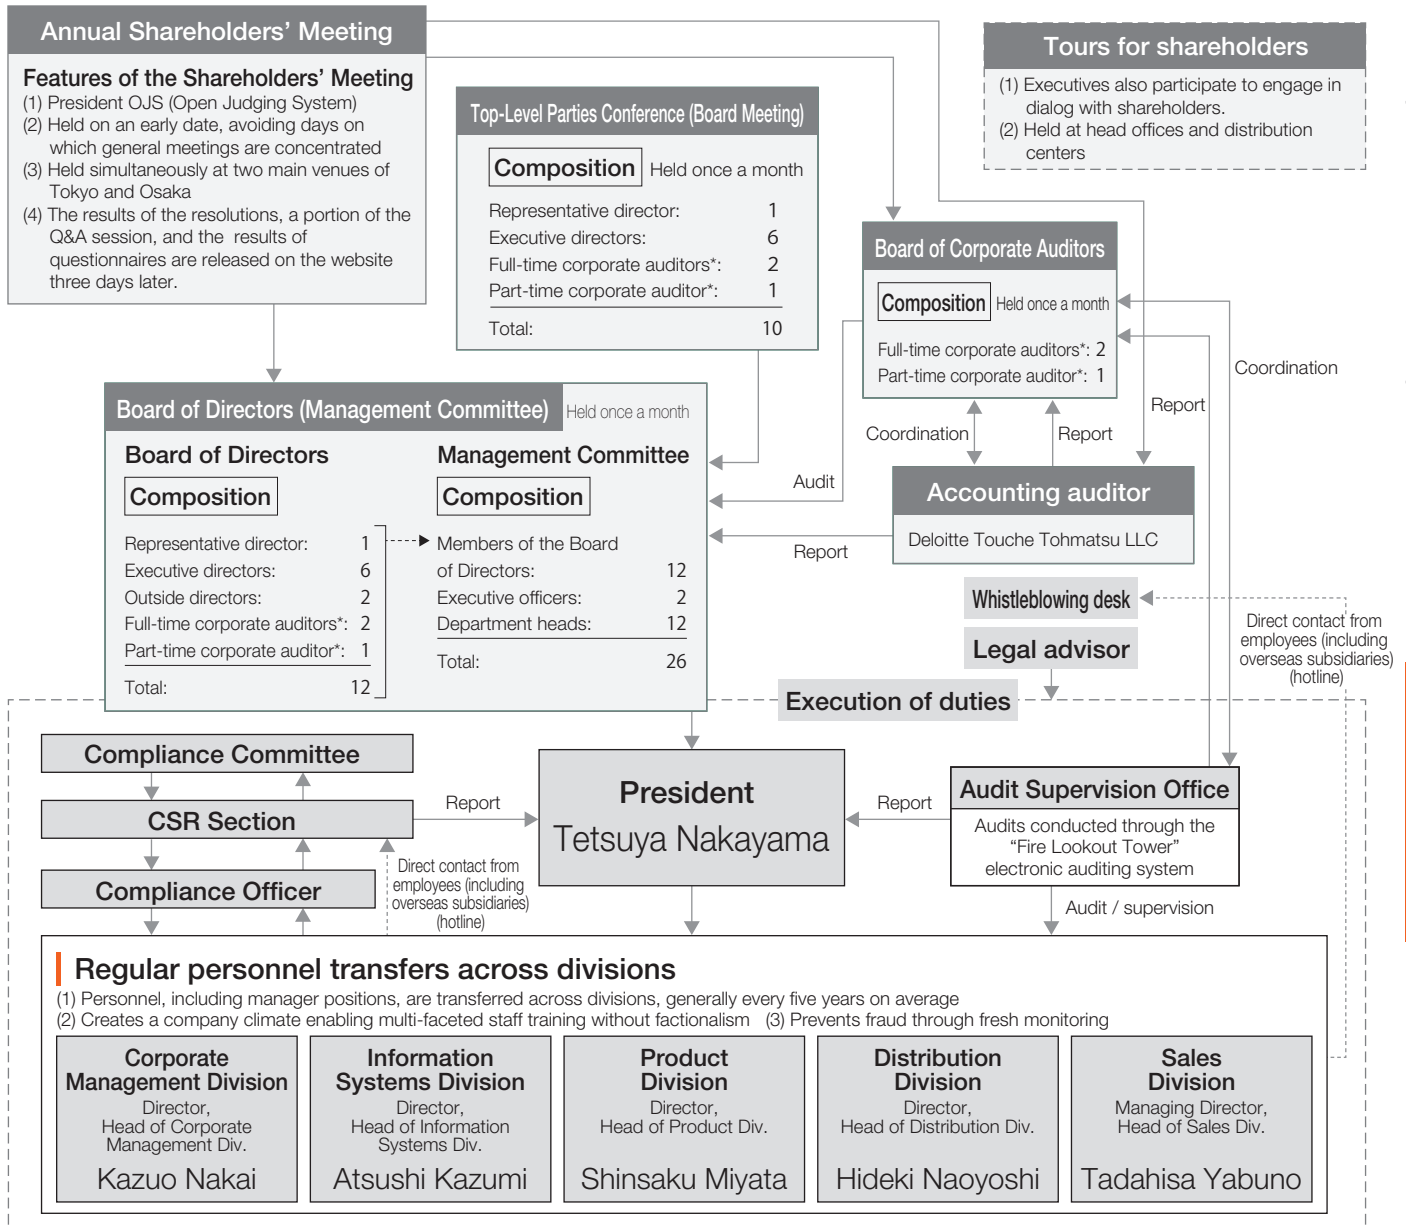 Annual Shareholders' Meeting
Features of the Shareholders' Meeting
(1) President OJS (Open Judging System)
(2) Held on an early date, avoiding days on
which general meetings are concentrated
(3) Held simultaneously at two main venues of
Tokyo and Osaka
(4) The results of the resolutions, a portion of the
Q&A session, and the results of
questionnaires are released on the website
three days later.
Top-Level Parties Conference (Board Meeting)
Composition Held once a month
Representative director: 1
Executive directors: 6
Full-time corporate auditors*: 2
Part-time corporate auditor*: 1
Total: 10
Tours for shareholders
(1) Executives also participate to engage in
dialog with shareholders.
(2) Held at head offices and distribution
centers
Board of Corporate Auditors
Composition Held once a month
Full-time corporate auditors*: 2
Part-time corporate auditor*: 1
Coordination
Report
Coordination
Report
Audit
Report
Accounting auditor
Deloitte Touche Tohmatsu LLC
Board of Directors (Management Committee) Held once a month
Board of Directors
Composition
Representative director: 1
Executive directors: 6
Outside directors: 2
Full-time corporate auditors*: 2
Part-time corporate auditor*: 1
Total: 12
Management Committee
Composition
Members of the Board
of Directors: 12
Executive officers: 2
Department heads: 12
Total: 26
Whistleblowing desk
Legal advisor
Direct contact from
employees (including
overseas subsidiaries)
(hotline)
Execution of duties
Compliance Committee
CSR Section
Compliance Officer
Report
Direct contact from
employees (including
overseas subsidiaries)
(hotline)
President
Tetsuya Nakayama
Report
Audit Supervision Office
Audits conducted through the
"Fire Lookout Tower"
electronic auditing system
Audit / supervision
Regular personnel transfers across divisions
(1) Personnel, including manager positions, are transferred across divisions, generally every five years on average
(2) Creates a company climate enabling multi-faceted staff training without factionalism (3) Prevents fraud through fresh monitoring
Corporate
Management Division
Director,
Head of Corporate
Management Div.
Kazuo Nakai
Information
Systems Division
Director,
Head of Information
Systems Div.
Atsushi Kazumi
Product
Division
Director,
Head of Product Div.
Shinsaku Miyata
Distribution
Division
Director,
Head of Distribution Div.
Hideki Naoyoshi
Sales
Division
Managing Director,
Head of Sales Div.
Tadahisa Yabuno